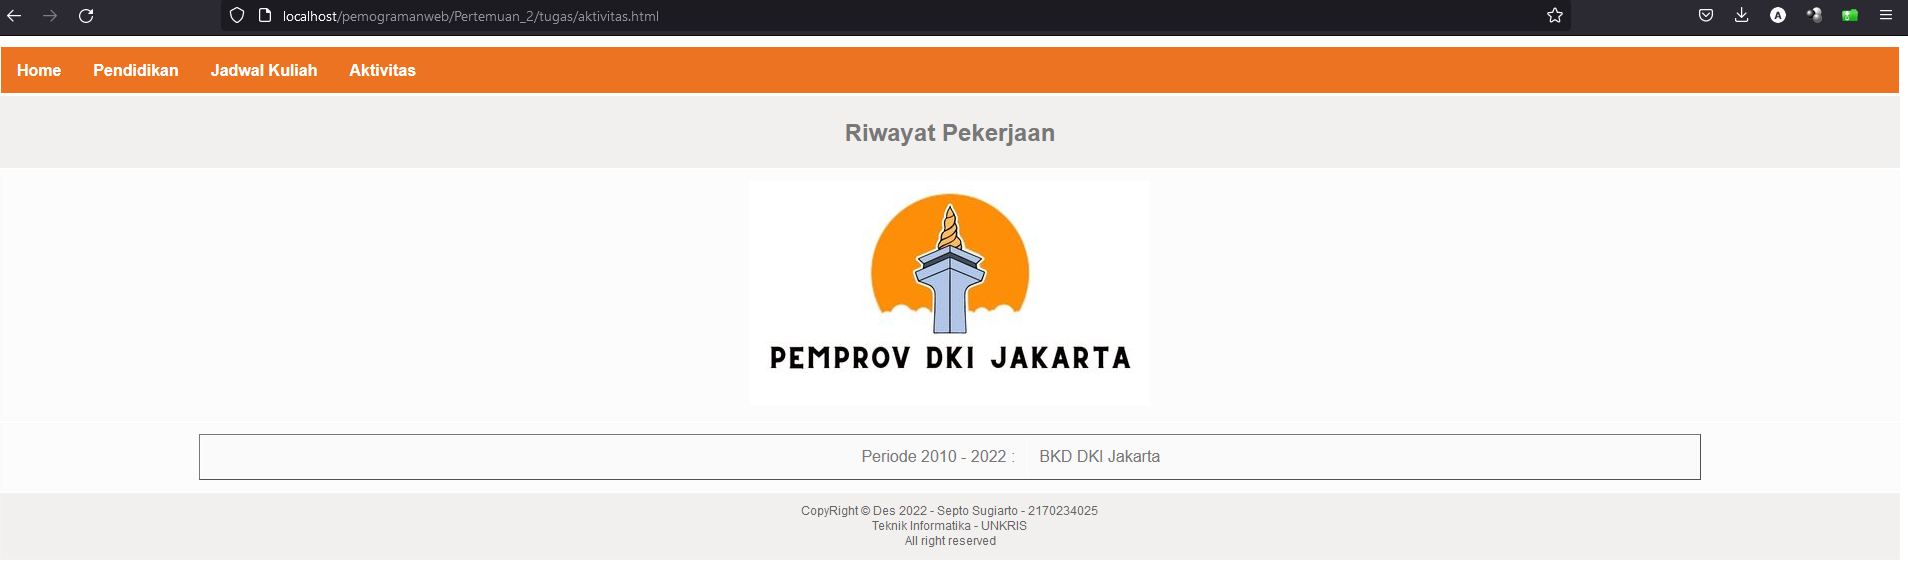 localhost/pemogramanweb/Pertemuan_2/tugas/aktivitas.html
A
Home Pendidikan Jadwal Kuliah Aktivitas
Riwayat Pekerjaan
PEMPROV DKI JAKARTA
Periode 2010 - 2022 : BKD DKI Jakarta
CopyRight © Des 2022 - Septo Sugiarto - 2170234025
Teknik Informatika - UNKRIS
All right reserved